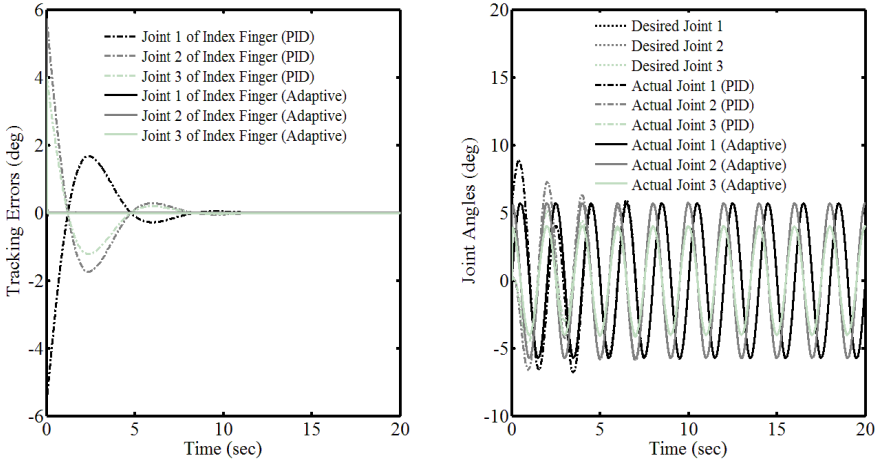 6
4
2
0
-2
-4
-6
Tracking Errors (deg)
Joint 1 of Index Finger (PID)
Joint 2 of Index Finger (PID)
Joint 3 of Index Finger (PID)
Joint 1 of Index Finger (Adaptive)
Joint 2 of Index Finger (Adaptive)
Joint 3 of Index Finger (Adaptive)
0 5 10 15 20
Time (sec)
20
15
10
5
0
-5
-10
Joint Angles (deg)
Desired Joint 1
Desired Joint 2
Desired Joint 3
Actual Joint 1 (PID)
Actual Joint 2 (PID)
Actual Joint 3 (PID)
Actual Joint 1 (Adaptive)
Actual Joint 2 (Adaptive)
Actual Joint 3 (Adaptive)
0 5 10 15 20
Time (sec)